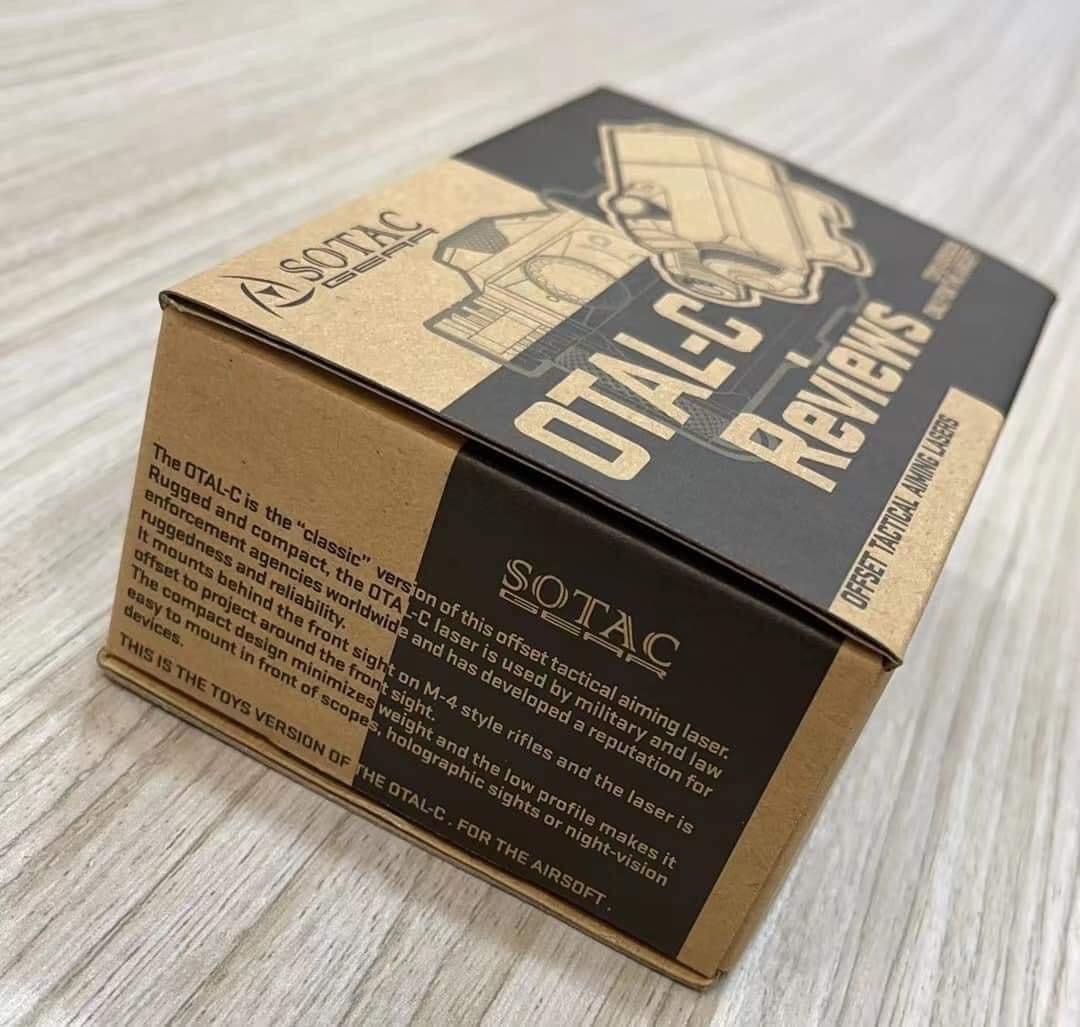 SOTAC
GEAR
OTAL-C
Reviews
OFFSET TACTICAL AIMING LASERS
SOTAC
GEAR
The OTAL-C is the "classic" version of this offset tactical aiming laser.
Rugged and compact, the OTAL-C laser is used by military and law
enforcement agencies worldwide and has developed a reputation for
ruggedness and reliability.
It mounts behind the front sight on M-4 style rifles and the laser is
offset to project around the front sight.
The compact design minimizes weight and the low profile makes it
easy to mount in front of scopes, holographic sights or night-vision
devices.
THIS IS THE TOYS VERSION OF THE OTAL-C . FOR THE AIRSOFT .